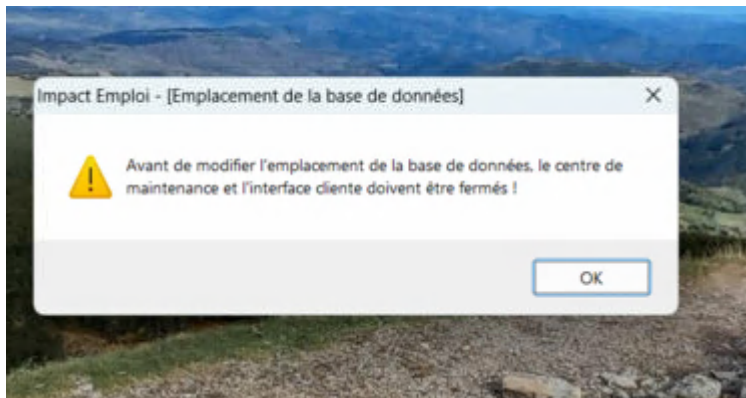 Impact Emploi - [Emplacement de la base de données]
Avant de modifier l'emplacement de la base de données, le centre de
maintenance et l'interface cliente doivent être fermés !
OK